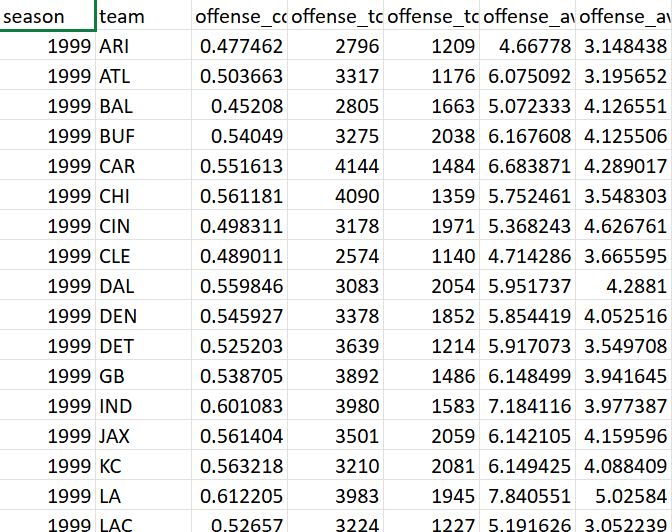 season team offense_cc offense_tc offense_tc offense_av offense_av
1999 ARI 0.477462 2796 1209 4.66778 3.148438
1999 ATL 0.503663 3317 1176 6.075092 3.195652
1999 BAL 0.45208 2805 1663 5.072333 4.126551
1999 BUF 0.54049 3275 2038 6.167608 4.125506
1999 CAR 0.551613 4144 1484 6.683871 4.289017
1999 CHI 0.561181 4090 1359 5.752461 3.548303
1999 CIN 0.498311 3178 1971 5.368243 4.626761
1999 CLE 0.489011 2574 1140 4.714286 3.665595
1999 DAL 0.559846 3083 2054 5.951737 4.2881
1999 DEN 0.545927 3378 1852 5.854419 4.052516
1999 DET 0.525203 3639 1214 5.917073 3.549708
1999 GB 0.538705 3892 1486 6.148499 3.941645
1999 IND 0.601083 3980 1583 7.184116 3.977387
1999 JAX 0.561404 3501 2059 6.142105 4.159596
1999 KC 0.563218 3210 2081 6.149425 4.088409
1999 LA 0.612205 3983 1945 7.840551 5.02584
1999 LAC 0.52657 3224 1227 5.191626 3.052239